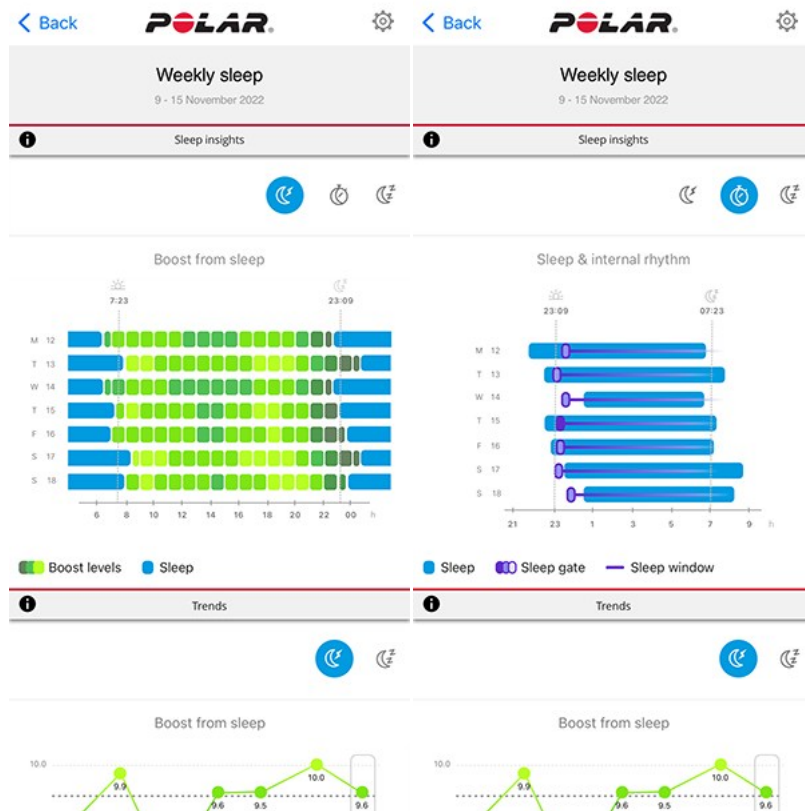 Back
POLAR.
Weekly sleep
9 - 15 November 2022
Sleep insights
Boost from sleep
7:23
23:09
M 12
T 13
W 14
T 15
F 16
S 17
S 18
6 8 10 12 14 16 18 20 22 00 h
Boost levels
Sleep
Trends
Boost from sleep
10.0
9.9
9.6
9.5
10.0
9.6
Back
POLAR.
Weekly sleep
9 - 15 November 2022
Sleep insights
Sleep & internal rhythm
23:09
07:23
M 12
T 13
W 14
T 15
F 16
S 17
S 18
21 23 1 3 5 7 9 h
Sleep
Sleep gate
Sleep window
Trends
Boost from sleep
10.0
9.9
9.6
9.5
10.0
9.6